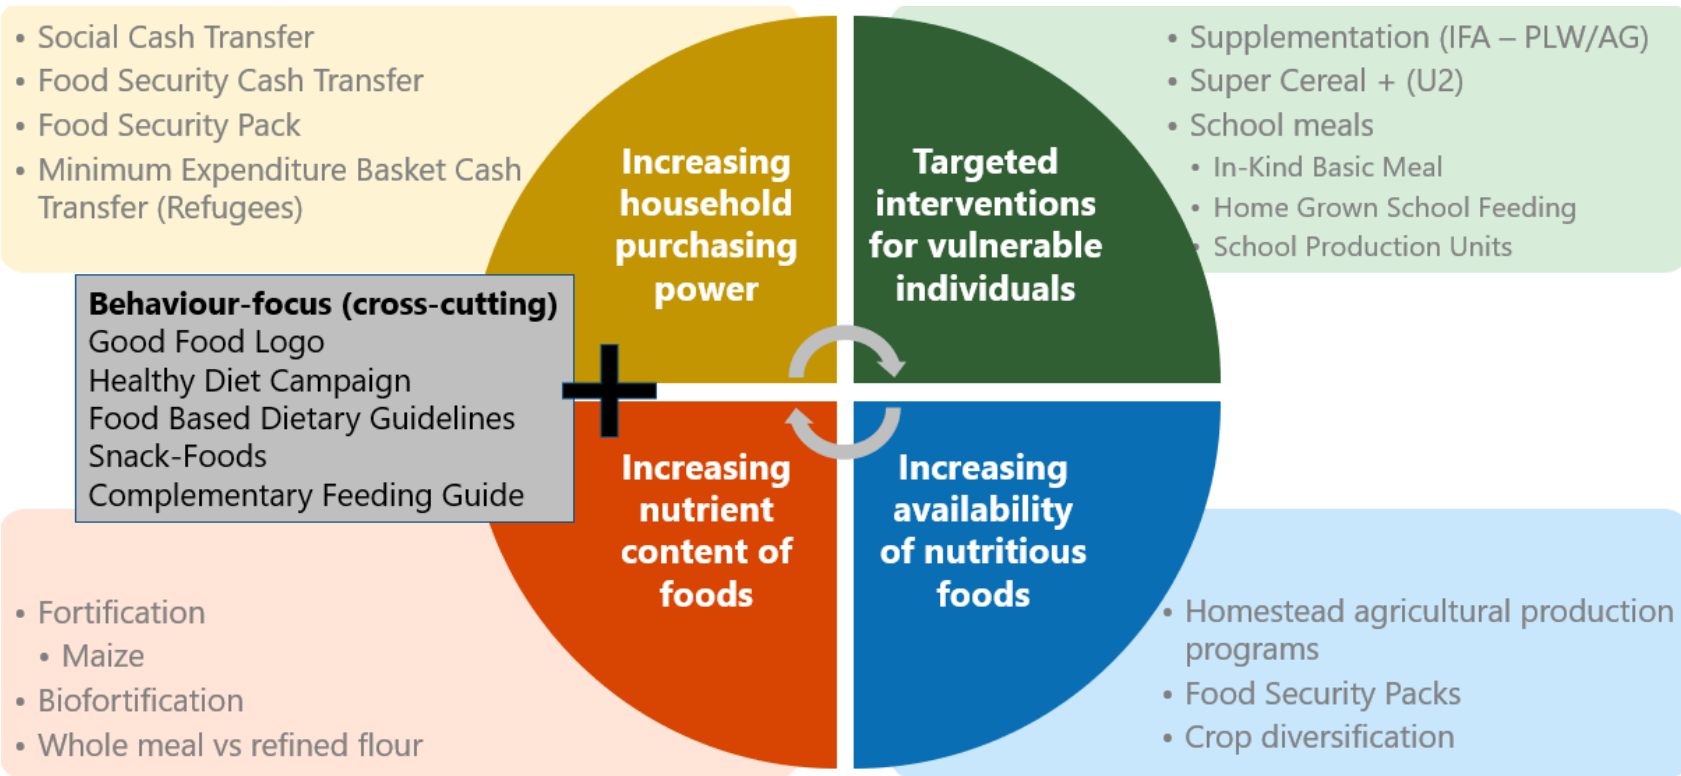 • Social Cash Transfer
• Food Security Cash Transfer
• Food Security Pack
• Minimum Expenditure Basket Cash
Transfer (Refugees)
Increasing
household
purchasing
power
Targeted
interventions
for vulnerable
individuals
• Supplementation (IFA – PLW/AG)
• Super Cereal + (U2)
• School meals
• In-Kind Basic Meal
• Home Grown School Feeding
• School Production Units
Behaviour-focus (cross-cutting)
Good Food Logo
Healthy Diet Campaign
Food Based Dietary Guidelines
Snack-Foods
Complementary Feeding Guide
• Fortification
• Maize
• Biofortification
• Whole meal vs refined flour
Increasing
nutrient
content of
foods
Increasing
availability
of nutritious
foods
• Homestead agricultural production
programs
• Food Security Packs
• Crop diversification